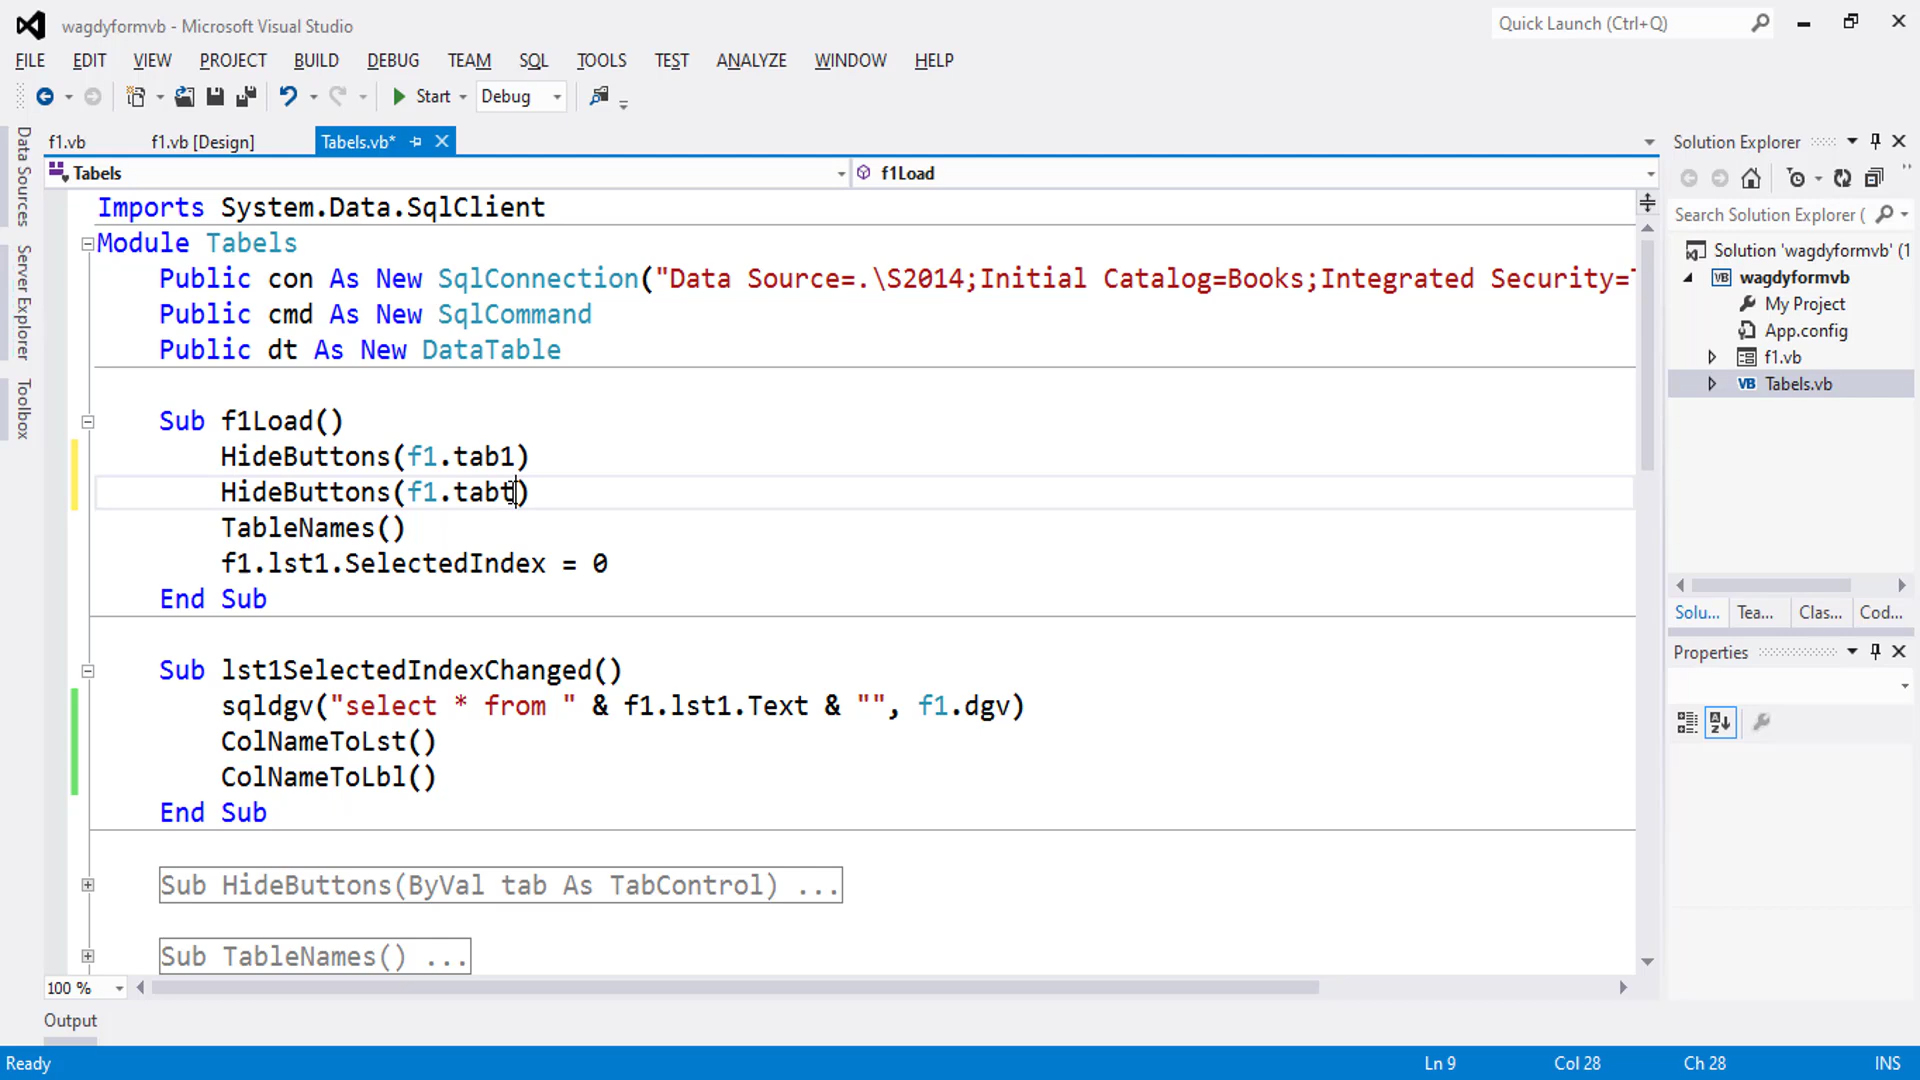 wagdyformvb - Microsoft Visual Studio
Quick Launch (Ctrl+Q)
FILE EDIT VIEW PROJECT BUILD DEBUG TEAM SQL TOOLS TEST ANALYZE WINDOW HELP
Start Debug
f1.vb f1.vb [Design] Tabels.vb*
Tabels f1Load
Imports System.Data.SqlClient
Module Tabels
Public con As New SqlConnection("Data Source=.\S2014;Initial Catalog=Books;Integrated Security=
Public cmd As New SqlCommand
Public dt As New DataTable
Sub f1Load()
HideButtons(f1.tab1)
HideButtons(f1.tabt)
TableNames()
f1.lst1.SelectedIndex = 0
End Sub
Sub lst1SelectedIndexChanged()
sqldgv("select * from " & f1.lst1.Text & "", f1.dgv)
ColNameToLst()
ColNameToLbl()
End Sub
Sub HideButtons(ByVal tab As TabControl) ...
Sub TableNames() ...
100 %
Output
Ready Ln 9 Col 28 Ch 28 INS
Data Sources
Server Explorer
Toolbox
Solution Explorer
Search Solution Explorer (
Solution 'wagdyformvb' (1
wagdyformvb
My Project
App.config
f1.vb
Tabels.vb
Solu... Tea... Clas... Cod...
Properties